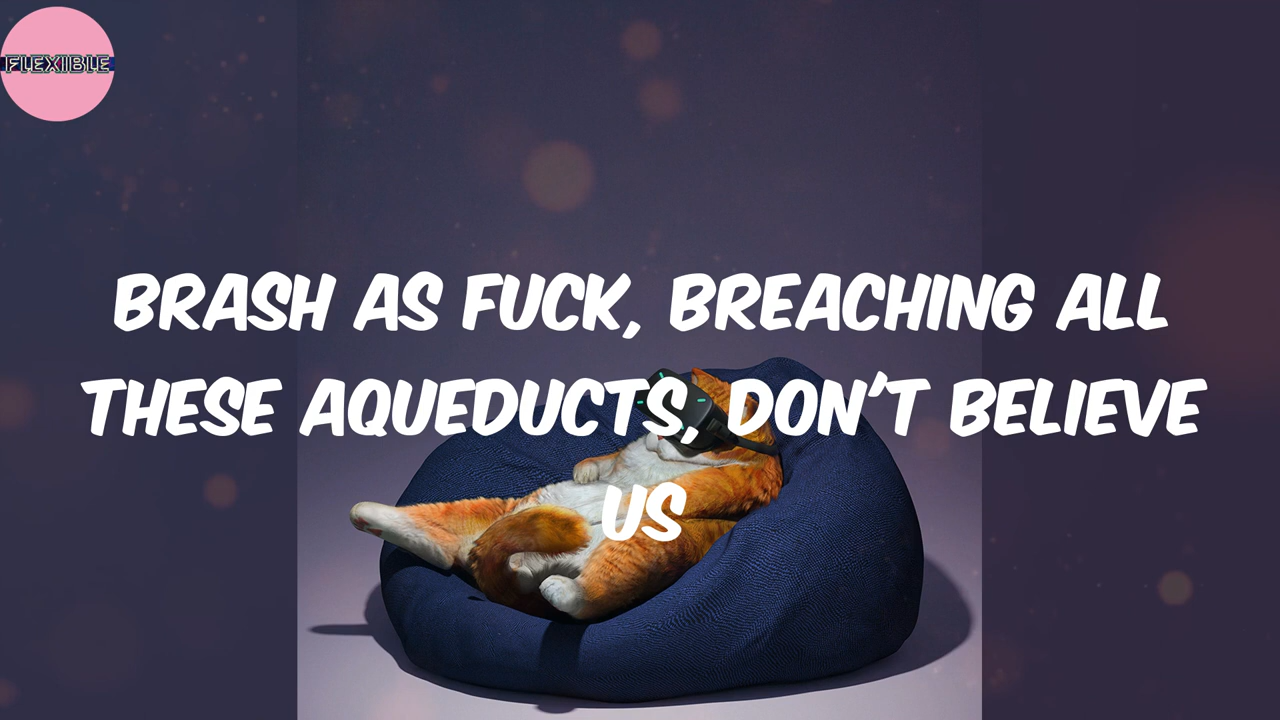 FLEXIBLE
BRASH AS FUCK, BREACHING ALL
THESE AQUEDUCTS, DON'T BELIEVE
US